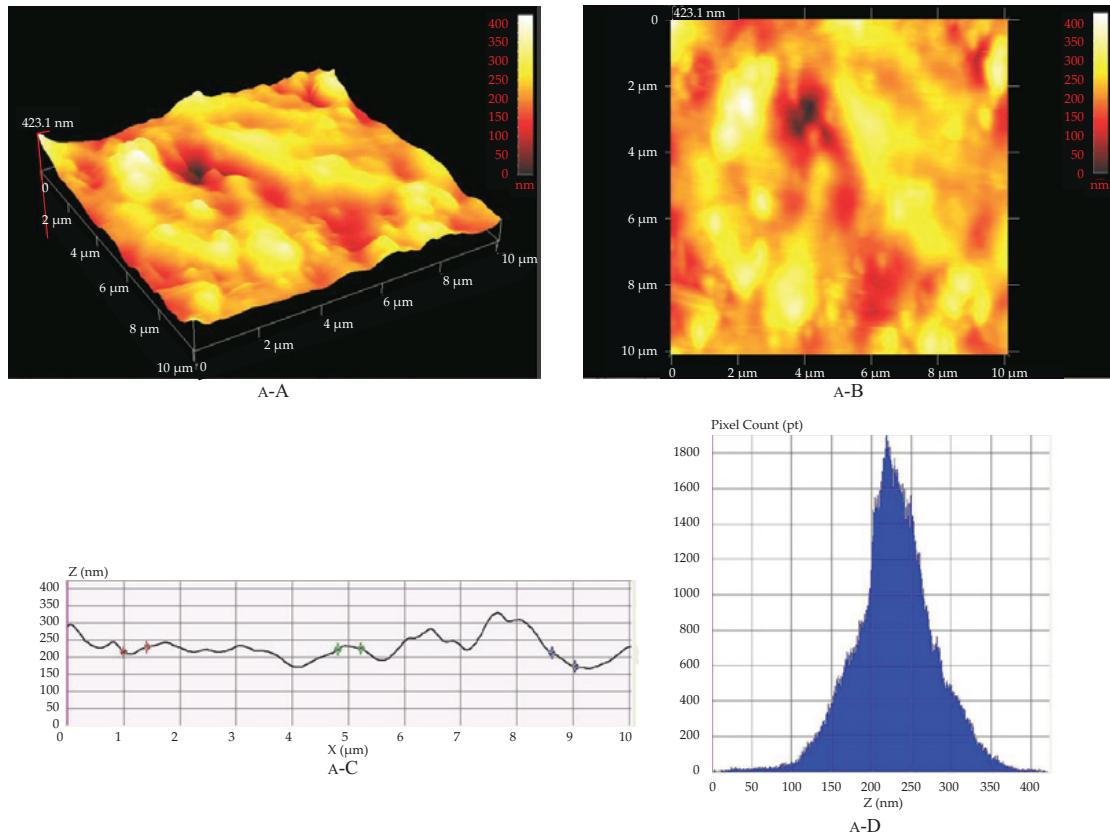 400
350
300
250
200
150
100
50
0
nm
423.1 nm
0
2 µm
4 µm
6 µm
8 µm
10 µm
0
2 µm
4 µm
6 µm
8 µm
10 µm
A-A
423.1 nm
0
2 µm
4 µm
6 µm
8 µm
10 µm
0
2 µm
4 µm
6 µm
8 µm
10 µm
400
350
300
250
200
150
100
50
0
nm
A-B
Z (nm)
400
350
300
250
200
150
100
50
0
0 1 2 3 4 5 6 7 8 9 10
X (µm)
A-C
Pixel Count (pt)
1800
1600
1400
1200
1000
800
600
400
200
0
0 50 100 150 200 250 300 350 400
Z (nm)
A-D